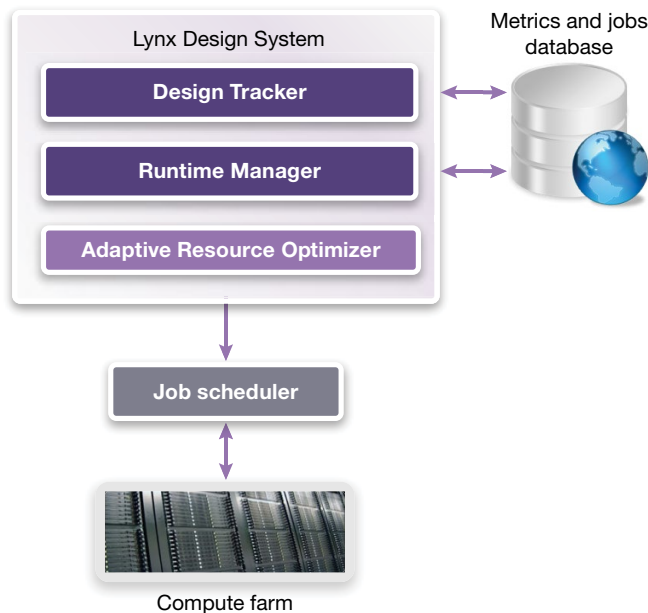 Lynx Design System
Metrics and jobs
database
Design Tracker
Runtime Manager
Adaptive Resource Optimizer
Job scheduler
Compute farm